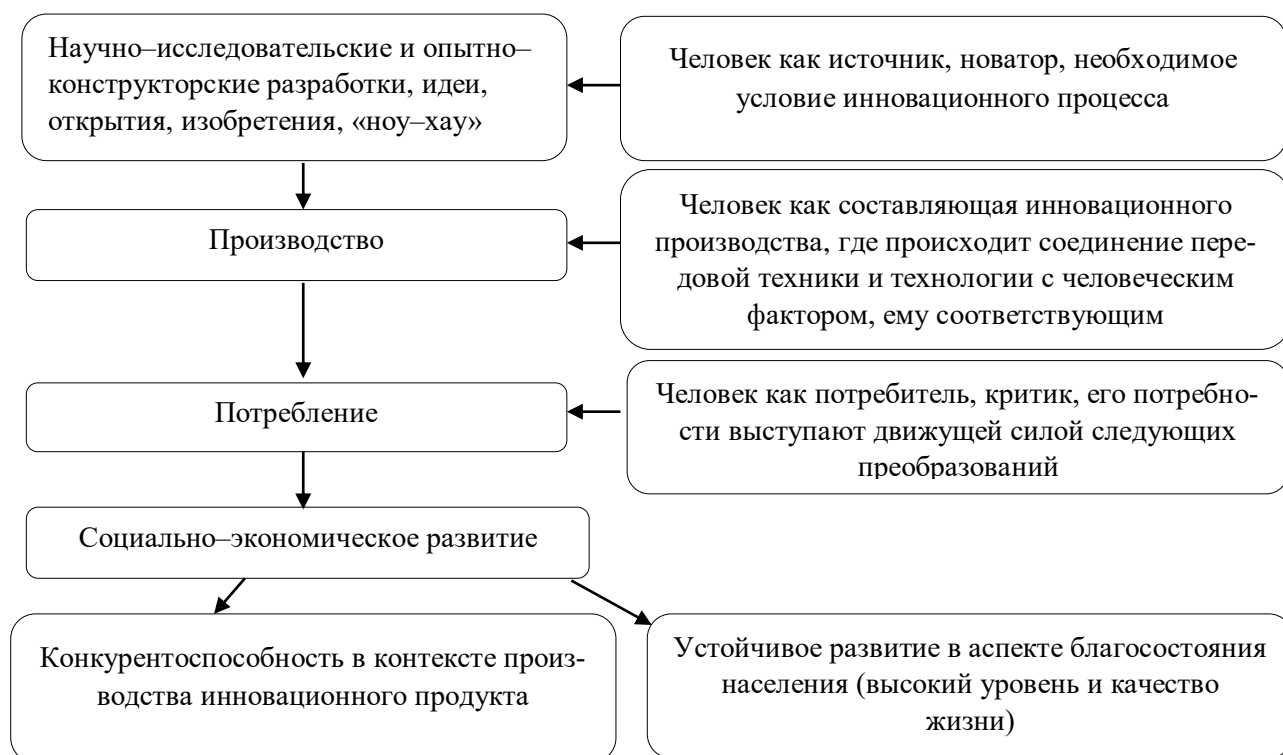 Научно–исследовательские и опытно–
конструкторские разработки, идеи,
открытия, изобретения, «ноу–хау»
Человек как источник, новатор, необходимое
условие инновационного процесса
Производство
Человек как составляющая инновационного
производства, где происходит соединение пере-
довой техники и технологии с человеческим
фактором, ему соответствующим
Потребление
Человек как потребитель, критик, его потребно-
сти выступают движущей силой следующих
преобразований
Социально–экономическое развитие
Конкурентоспособность в контексте произ-
водства инновационного продукта
Устойчивое развитие в аспекте благосостояния
населения (высокий уровень и качество
жизни)